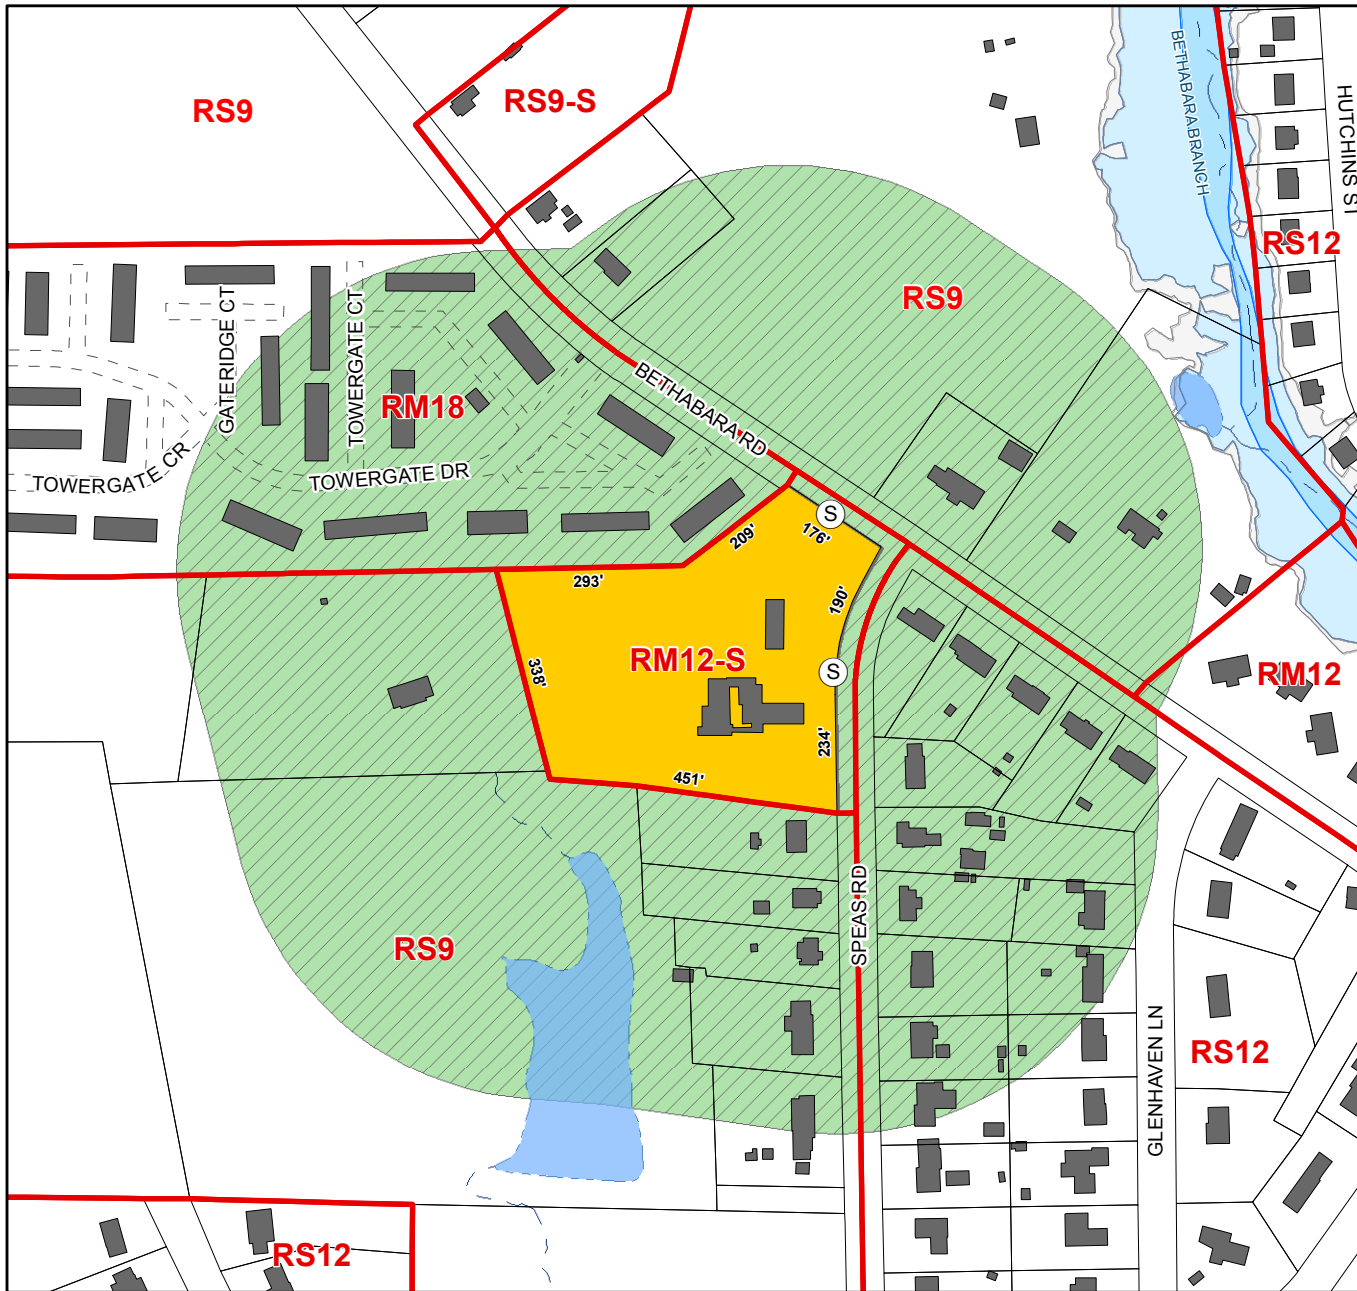 RS9
RS9-S
BETHABARA BRANCH
HUTCHINS ST
RS12
RS9
GATERIDGE CT
TOWERGATE CT
RM18
BETHABARA RD
TOWERGATE CR
TOWERGATE DR
S
176'
209'
293'
190'
338'
RM12-S
S
RM12
234'
451'
SPEAS RD
RS9
GLENHAVEN LN
RS12
RS12